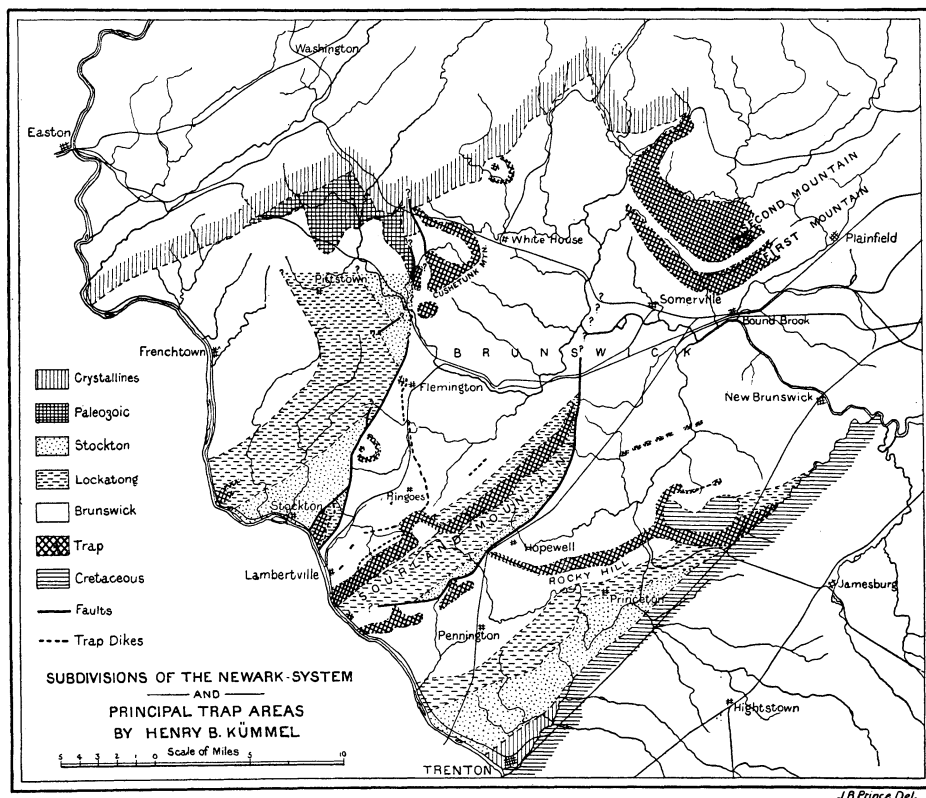 Washington
Easton
SECOND MOUNTAIN
FIRST MOUNTAIN
Plainfield
White House
CUSHETUNK MTN.
Pittstown
Somerville
Bound Brook
Frenchtown
BRUNSWICK
Flemington
New Brunswick
Crystallines
Paleozoic
Stockton
Lockatong
Brunswick
Trap
Cretaceous
Faults
Trap Dikes
Ringoes
Stockton
SOURLAND MOUNTAIN
Hopewell
Lambertville
ROCKY HILL
Princeton
Jamesburg
Pennington
Hightstown
TRENTON
SUBDIVISIONS OF THE NEWARK-SYSTEM
AND
PRINCIPAL TRAP AREAS
BY HENRY B. KÜMMEL
Scale of Miles
5 4 3 2 1 0 5 10
J.B.Prince Del.